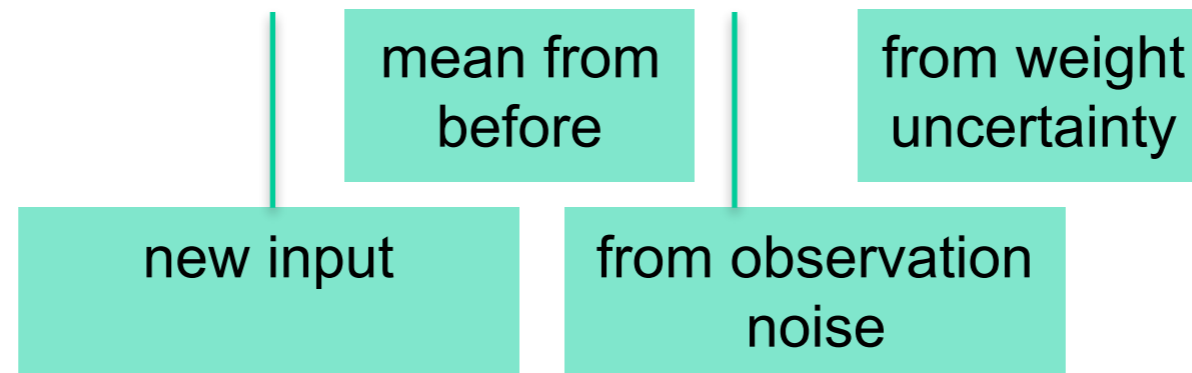 mean from
before
from weight
uncertainty
new input
from observation
noise